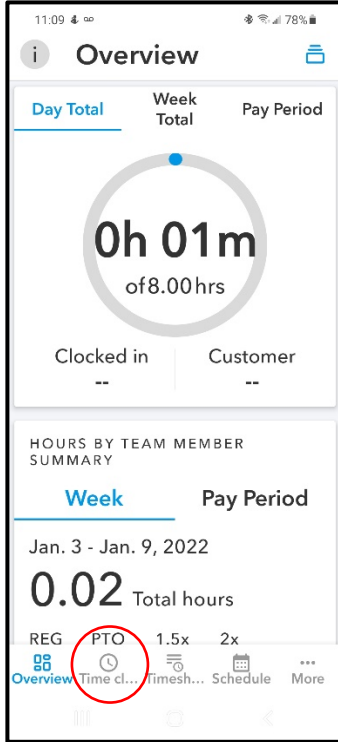 11:09 78%
i Overview
Day Total Week Total Pay Period
0h 01m
of 8.00 hrs
Clocked in Customer
-- --
HOURS BY TEAM MEMBER
SUMMARY
Week Pay Period
Jan. 3 - Jan. 9, 2022
0.02 Total hours
REG PTO 1.5x 2x
Overview Time cl... Timesh... Schedule More